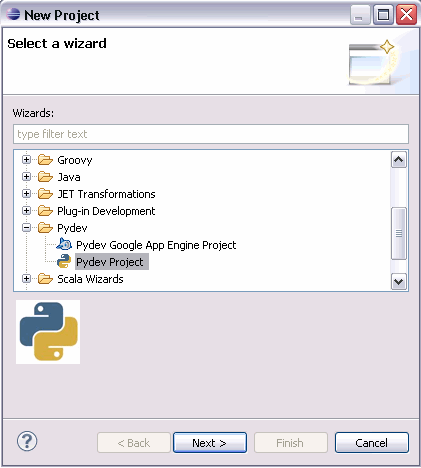 New Project
Select a wizard
Wizards:
type filter text
Groovy
Java
JET Transformations
Plug-in Development
Pydev
Pydev Google App Engine Project
Pydev Project
Scala Wizards
? < Back Next > Finish Cancel